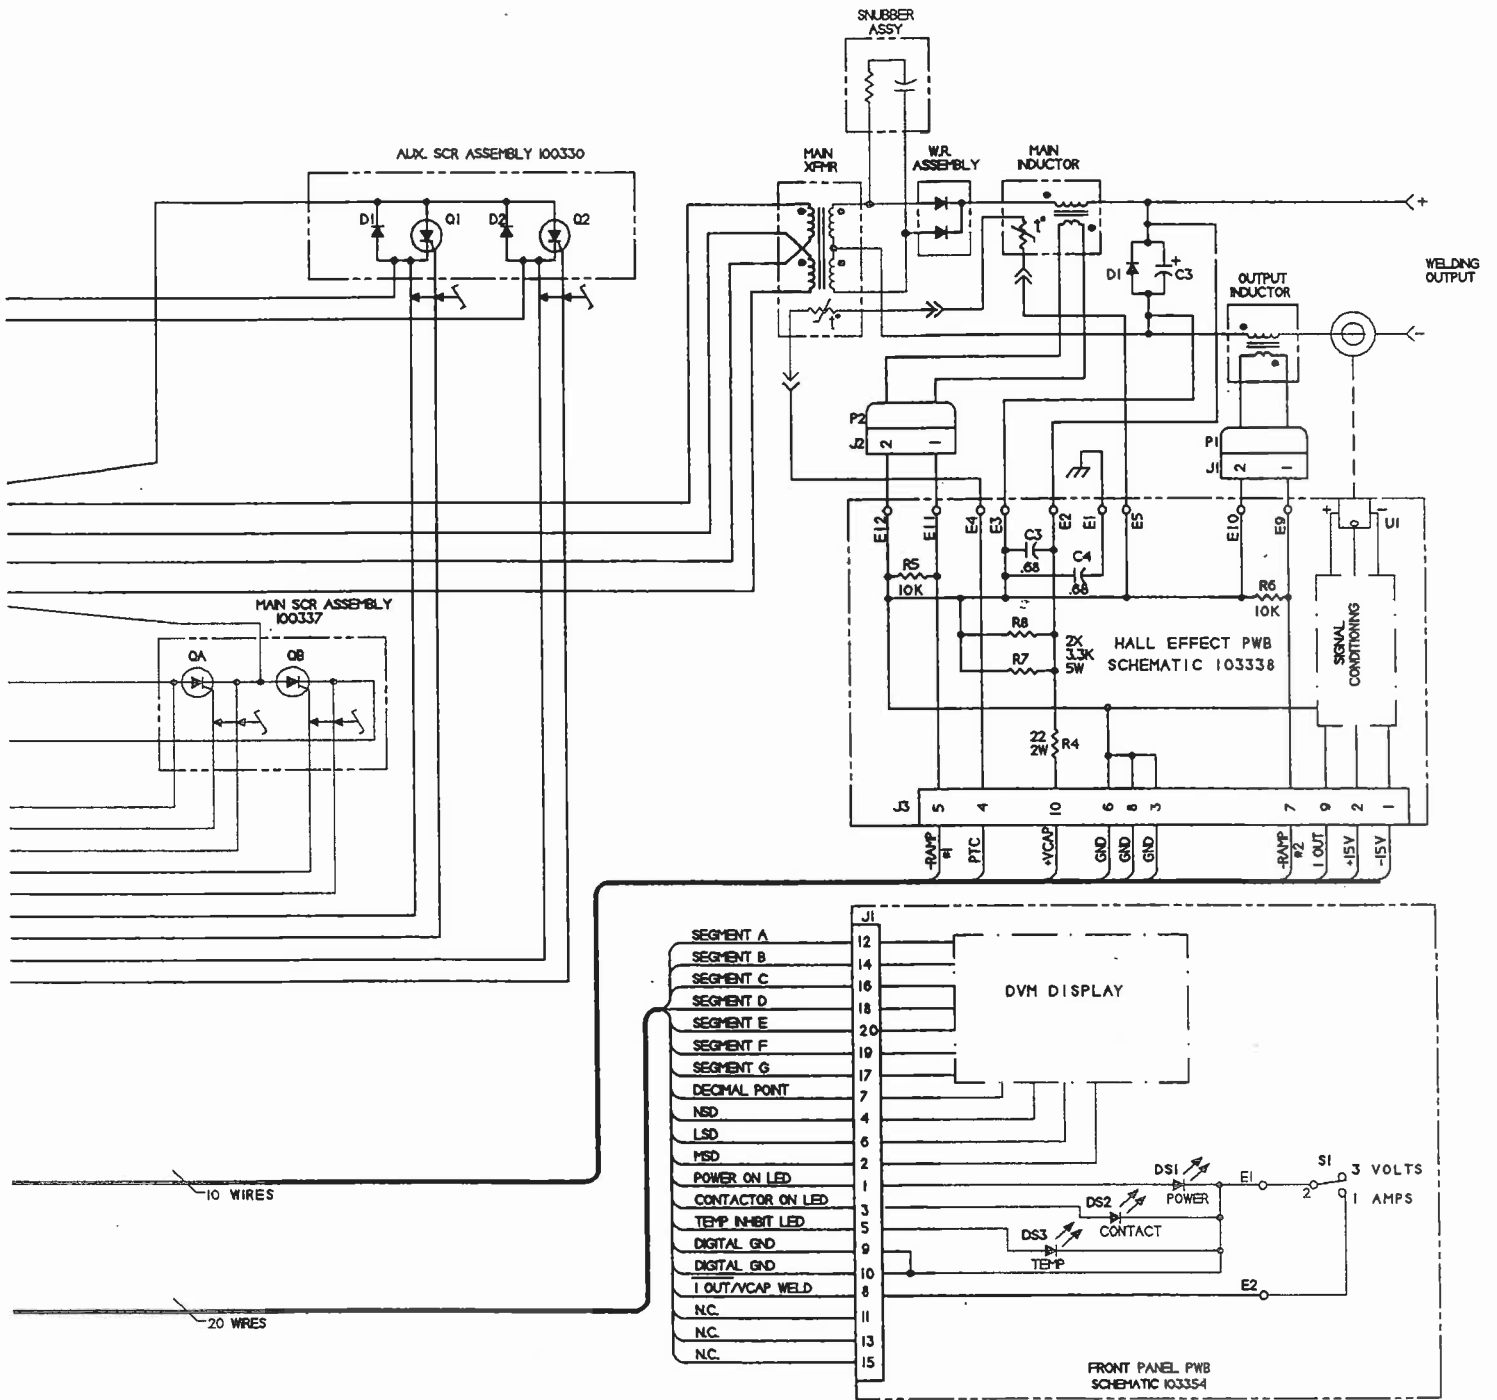 SNUBBER
ASSY
AUX. SCR ASSEMBLY 100330
MAIN
XFMR
W.R.
ASSEMBLY
MAIN
INDUCTOR
D1
Q1
D2
Q2
t°
t°
+
D1
+
C3
WELDING
OUTPUT
OUTPUT
INDUCTOR
-
P2
J2
2
1
P1
J1
2
1
E12
E11
E4
E3
E2
E1
E5
E10
E9
+
-
U1
C3
.68
C4
.68
R5
10K
R6
10K
R8
R7
2X
3.3K
5W
HALL EFFECT PWB
SCHEMATIC 103338
SIGNAL
CONDITIONING
22
2W
R4
MAIN SCR ASSEMBLY
100337
QA
QB
J3
5
4
10
6
8
3
7
9
2
1
-RAMP
#1
PTC
+VCAP
GND
GND
GND
-RAMP
#2
I OUT
+15V
-15V
J1
SEGMENT A
12
SEGMENT B
14
SEGMENT C
16
SEGMENT D
18
SEGMENT E
20
SEGMENT F
19
SEGMENT G
17
DECIMAL POINT
7
NSD
4
LSD
6
MSD
2
POWER ON LED
1
CONTACTOR ON LED
3
TEMP INHIBIT LED
5
DIGITAL GND
9
DIGITAL GND
10
I OUT/VCAP WELD
8
N.C.
11
N.C.
13
N.C.
15
DVM DISPLAY
DS1
POWER
DS2
CONTACT
DS3
TEMP
E1
E2
S1
2
3 VOLTS
1 AMPS
10 WIRES
20 WIRES
FRONT PANEL PWB
SCHEMATIC 103354